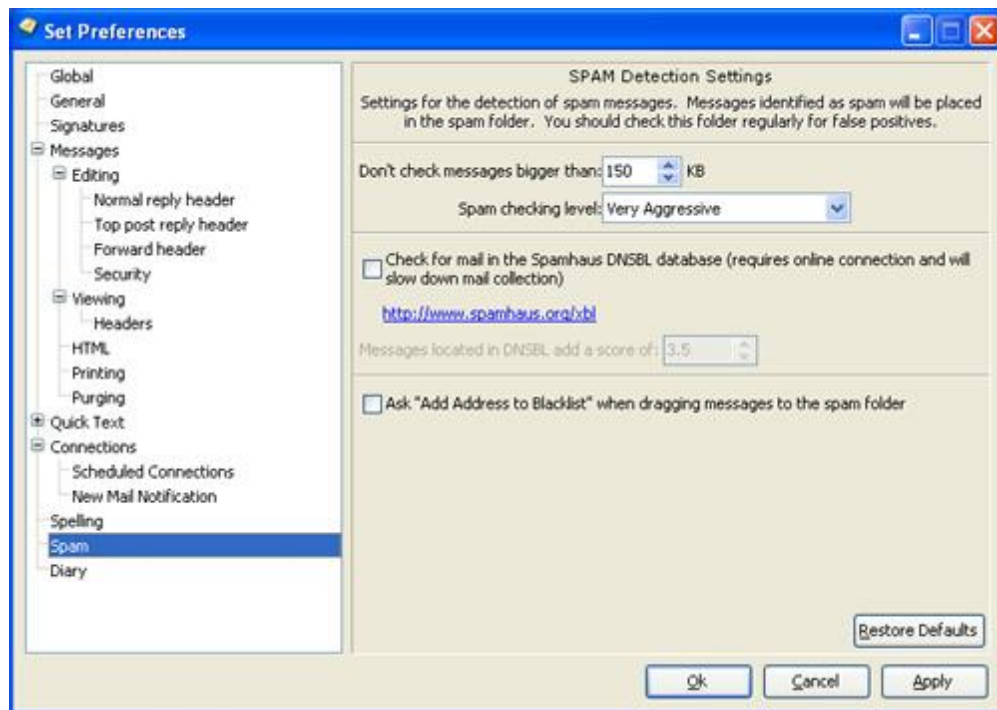 Set Preferences
Global
General
Signatures
Messages
Editing
Normal reply header
Top post reply header
Forward header
Security
Viewing
Headers
HTML
Printing
Purging
Quick Text
Connections
Scheduled Connections
New Mail Notification
Spelling
Spam
Diary
SPAM Detection Settings
Settings for the detection of spam messages. Messages identified as spam will be placed
in the spam folder. You should check this folder regularly for false positives.
Don't check messages bigger than: 150 KB
Spam checking level: Very Aggressive
Check for mail in the Spamhaus DNSBL database (requires online connection and will
slow down mail collection)
http://www.spamhaus.org/xbl
Messages located in DNSBL add a score of: 3.5
Ask "Add Address to Blacklist" when dragging messages to the spam folder
Restore Defaults
Ok Cancel Apply